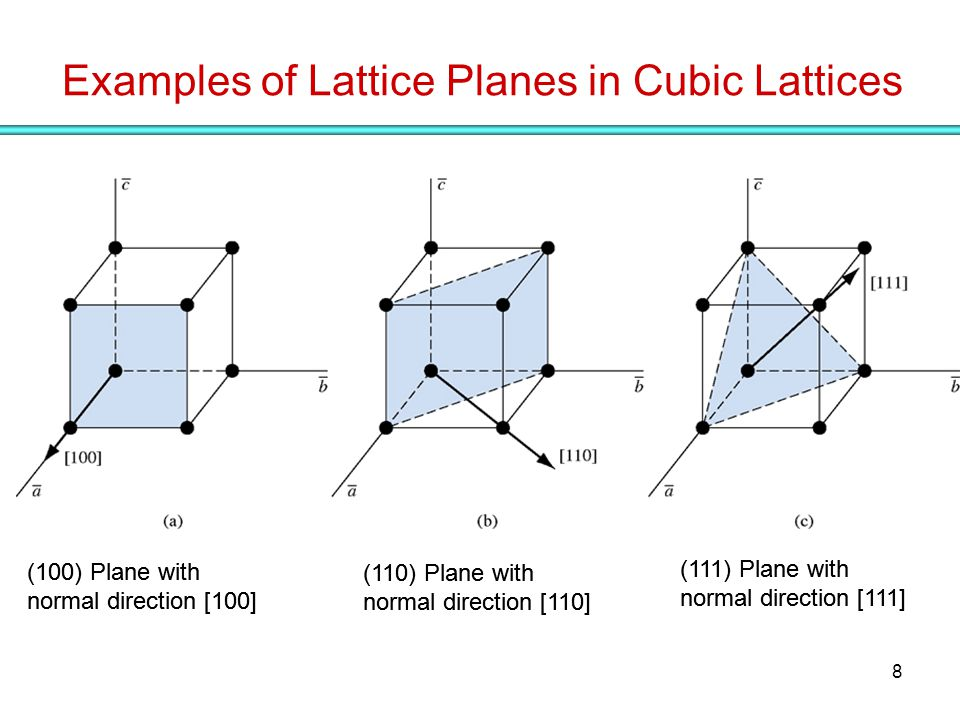 Examples of Lattice Planes in Cubic Lattices
c̄
b̄
[100]
ā
(a)
c̄
b̄
[110]
ā
(b)
c̄
[111]
b̄
ā
(c)
(100) Plane with
normal direction [100]
(110) Plane with
normal direction [110]
(111) Plane with
normal direction [111]
8